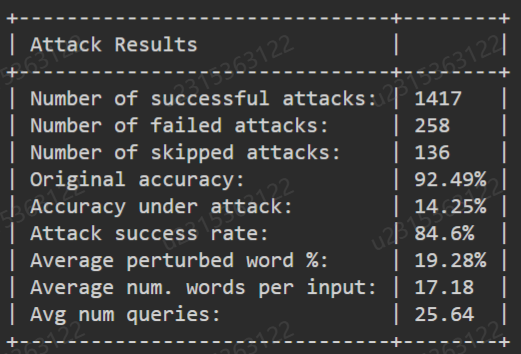 +-------------------------------+--------+
| Attack Results                |        |
+-------------------------------+--------+
| Number of successful attacks: | 1417   |
| Number of failed attacks:     | 258    |
| Number of skipped attacks:    | 136    |
| Original accuracy:            | 92.49% |
| Accuracy under attack:        | 14.25% |
| Attack success rate:          | 84.6%  |
| Average perturbed word %:     | 19.28% |
| Average num. words per input: | 17.18  |
| Avg num queries:              | 25.64  |
+-------------------------------+--------+
u2315363122